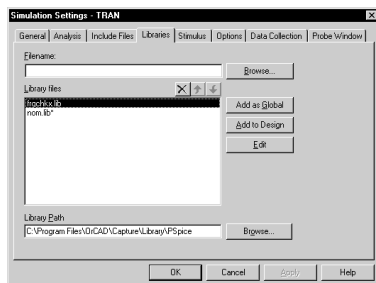 Simulation Settings - TRAN
General Analysis Include Files Libraries Stimulus Options Data Collection Probe Window
Filename:
Browse...
Library files
frgchkx.lib
nom.lib*
Add as Global
Add to Design
Edit
Library Path
C:\Program Files\OrCAD\Capture\Library\PSpice
Browse...
OK Cancel Apply Help